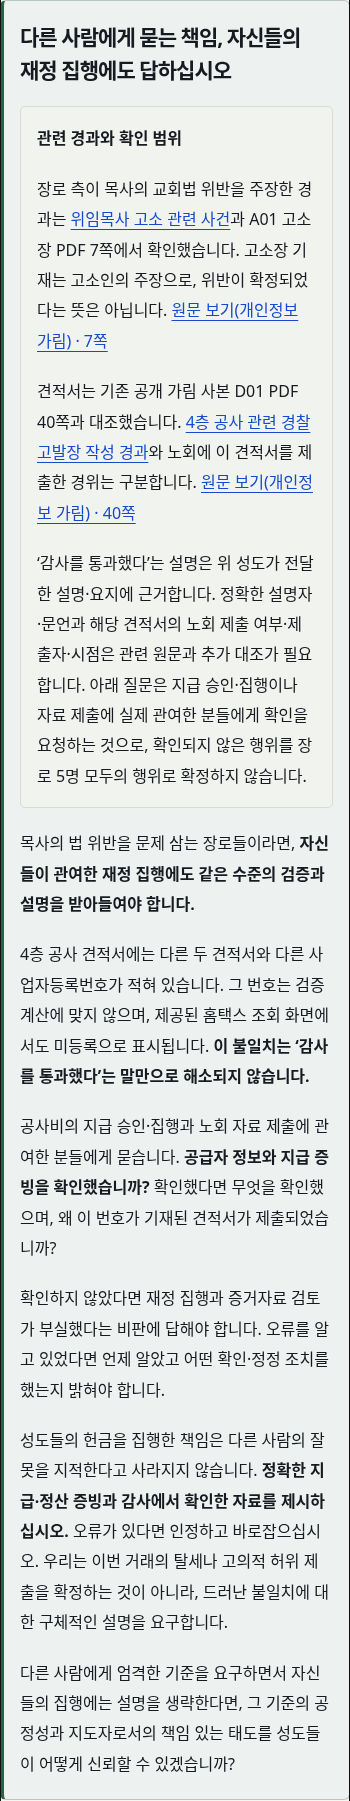 다른 사람에게 묻는 책임, 자신들의
재정 집행에도 답하십시오
관련 경과와 확인 범위
장로 측이 목사의 교회법 위반을 주장한 경
과는 위임목사 고소 관련 사건과 A01 고소
장 PDF 7쪽에서 확인했습니다. 고소장 기
재는 고소인의 주장으로, 위반이 확정되었
다는 뜻은 아닙니다. 원문 보기(개인정보
가림) · 7쪽
견적서는 기존 공개 가림 사본 D01 PDF
40쪽과 대조했습니다. 4층 공사 관련 경찰
고발장 작성 경과와 노회에 이 견적서를 제
출한 경위는 구분합니다. 원문 보기(개인정
보 가림) · 40쪽
‘감사를 통과했다’는 설명은 위 성도가 전달
한 설명·요지에 근거합니다. 정확한 설명자
·문언과 해당 견적서의 노회 제출 여부·제
출자·시점은 관련 원문과 추가 대조가 필요
합니다. 아래 질문은 지급 승인·집행이나
자료 제출에 실제 관여한 분들에게 확인을
요청하는 것으로, 확인되지 않은 행위를 장
로 5명 모두의 행위로 확정하지 않습니다.
목사의 법 위반을 문제 삼는 장로들이라면, 자신
들이 관여한 재정 집행에도 같은 수준의 검증과
설명을 받아들여야 합니다.
4층 공사 견적서에는 다른 두 견적서와 다른 사
업자등록번호가 적혀 있습니다. 그 번호는 검증
계산에 맞지 않으며, 제공된 홈택스 조회 화면에
서도 미등록으로 표시됩니다. 이 불일치는 ‘감사
를 통과했다’는 말만으로 해소되지 않습니다.
공사비의 지급 승인·집행과 노회 자료 제출에 관
여한 분들에게 묻습니다. 공급자 정보와 지급 증
빙을 확인했습니까? 확인했다면 무엇을 확인했
으며, 왜 이 번호가 기재된 견적서가 제출되었습
니까?
확인하지 않았다면 재정 집행과 증거자료 검토
가 부실했다는 비판에 답해야 합니다. 오류를 알
고 있었다면 언제 알았고 어떤 확인·정정 조치를
했는지 밝혀야 합니다.
성도들의 헌금을 집행한 책임은 다른 사람의 잘
못을 지적한다고 사라지지 않습니다. 정확한 지
급·정산 증빙과 감사에서 확인한 자료를 제시하
십시오. 오류가 있다면 인정하고 바로잡으십시
오. 우리는 이번 거래의 탈세나 고의적 허위 제
출을 확정하는 것이 아니라, 드러난 불일치에 대
한 구체적인 설명을 요구합니다.
다른 사람에게 엄격한 기준을 요구하면서 자신
들의 집행에는 설명을 생략한다면, 그 기준의 공
정성과 지도자로서의 책임 있는 태도를 성도들
이 어떻게 신뢰할 수 있겠습니까?